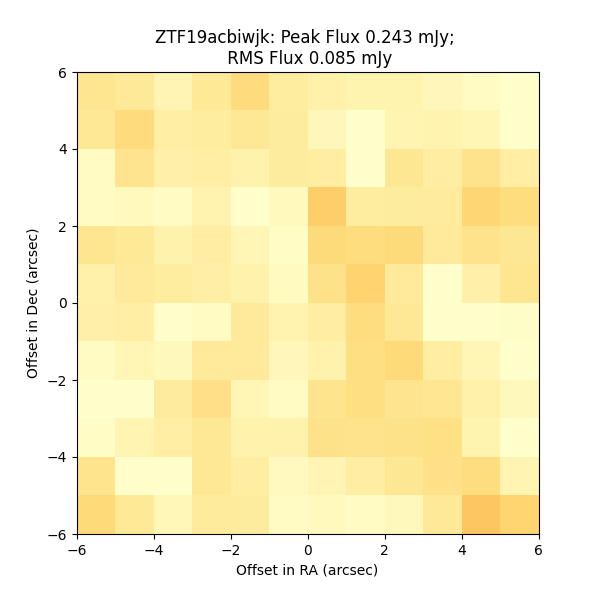 ZTF19acbiwjk: Peak Flux 0.243 mJy;
RMS Flux 0.085 mJy
6
4
2
0
−2
−4
−6
Offset in Dec (arcsec)
−6 −4 −2 0 2 4 6
Offset in RA (arcsec)